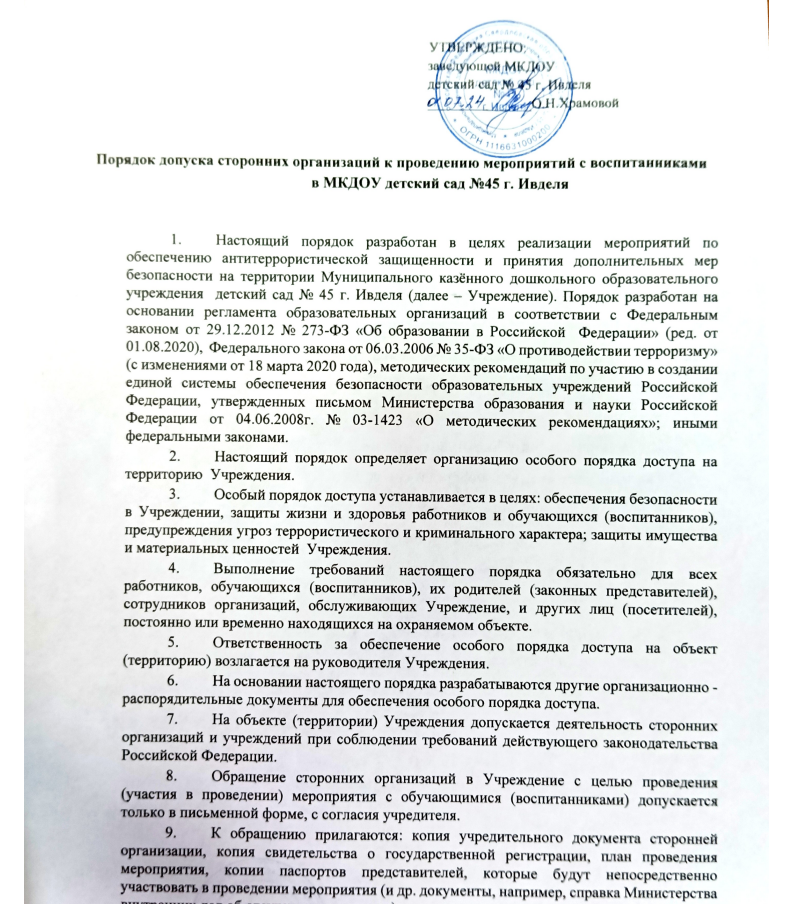 УТВЕРЖДЕНО:
заведующей МКДОУ
детский сад № 45 г. Ивделя
О.Н.Храмовой
ОГРН 1116631000200
Порядок допуска сторонних организаций к проведению мероприятий с воспитанниками
в МКДОУ детский сад №45 г. Ивделя
1. Настоящий порядок разработан в целях реализации мероприятий по
обеспечению антитеррористической защищенности и принятия дополнительных мер
безопасности на территории Муниципального казённого дошкольного образовательного
учреждения детский сад № 45 г. Ивделя (далее – Учреждение). Порядок разработан на
основании регламента образовательных организаций в соответствии с Федеральным
законом от 29.12.2012 № 273-ФЗ «Об образовании в Российской Федерации» (ред. от
01.08.2020), Федерального закона от 06.03.2006 № 35-ФЗ «О противодействии терроризму»
(с изменениями от 18 марта 2020 года), методических рекомендаций по участию в создании
единой системы обеспечения безопасности образовательных учреждений Российской
Федерации, утвержденных письмом Министерства образования и науки Российской
Федерации от 04.06.2008г. № 03-1423 «О методических рекомендациях»; иными
федеральными законами.
2. Настоящий порядок определяет организацию особого порядка доступа на
территорию Учреждения.
3. Особый порядок доступа устанавливается в целях: обеспечения безопасности
в Учреждении, защиты жизни и здоровья работников и обучающихся (воспитанников),
предупреждения угроз террористического и криминального характера; защиты имущества
и материальных ценностей Учреждения.
4. Выполнение требований настоящего порядка обязательно для всех
работников, обучающихся (воспитанников), их родителей (законных представителей),
сотрудников организаций, обслуживающих Учреждение, и других лиц (посетителей),
постоянно или временно находящихся на охраняемом объекте.
5. Ответственность за обеспечение особого порядка доступа на объект
(территорию) возлагается на руководителя Учреждения.
6. На основании настоящего порядка разрабатываются другие организационно -
распорядительные документы для обеспечения особого порядка доступа.
7. На объекте (территории) Учреждения допускается деятельность сторонних
организаций и учреждений при соблюдении требований действующего законодательства
Российской Федерации.
8. Обращение сторонних организаций в Учреждение с целью проведения
(участия в проведении) мероприятия с обучающимися (воспитанниками) допускается
только в письменной форме, с согласия учредителя.
9. К обращению прилагаются: копия учредительного документа сторонней
организации, копия свидетельства о государственной регистрации, план проведения
мероприятия, копии паспортов представителей, которые будут непосредственно
участвовать в проведении мероприятия (и др. документы, например, справка Министерства